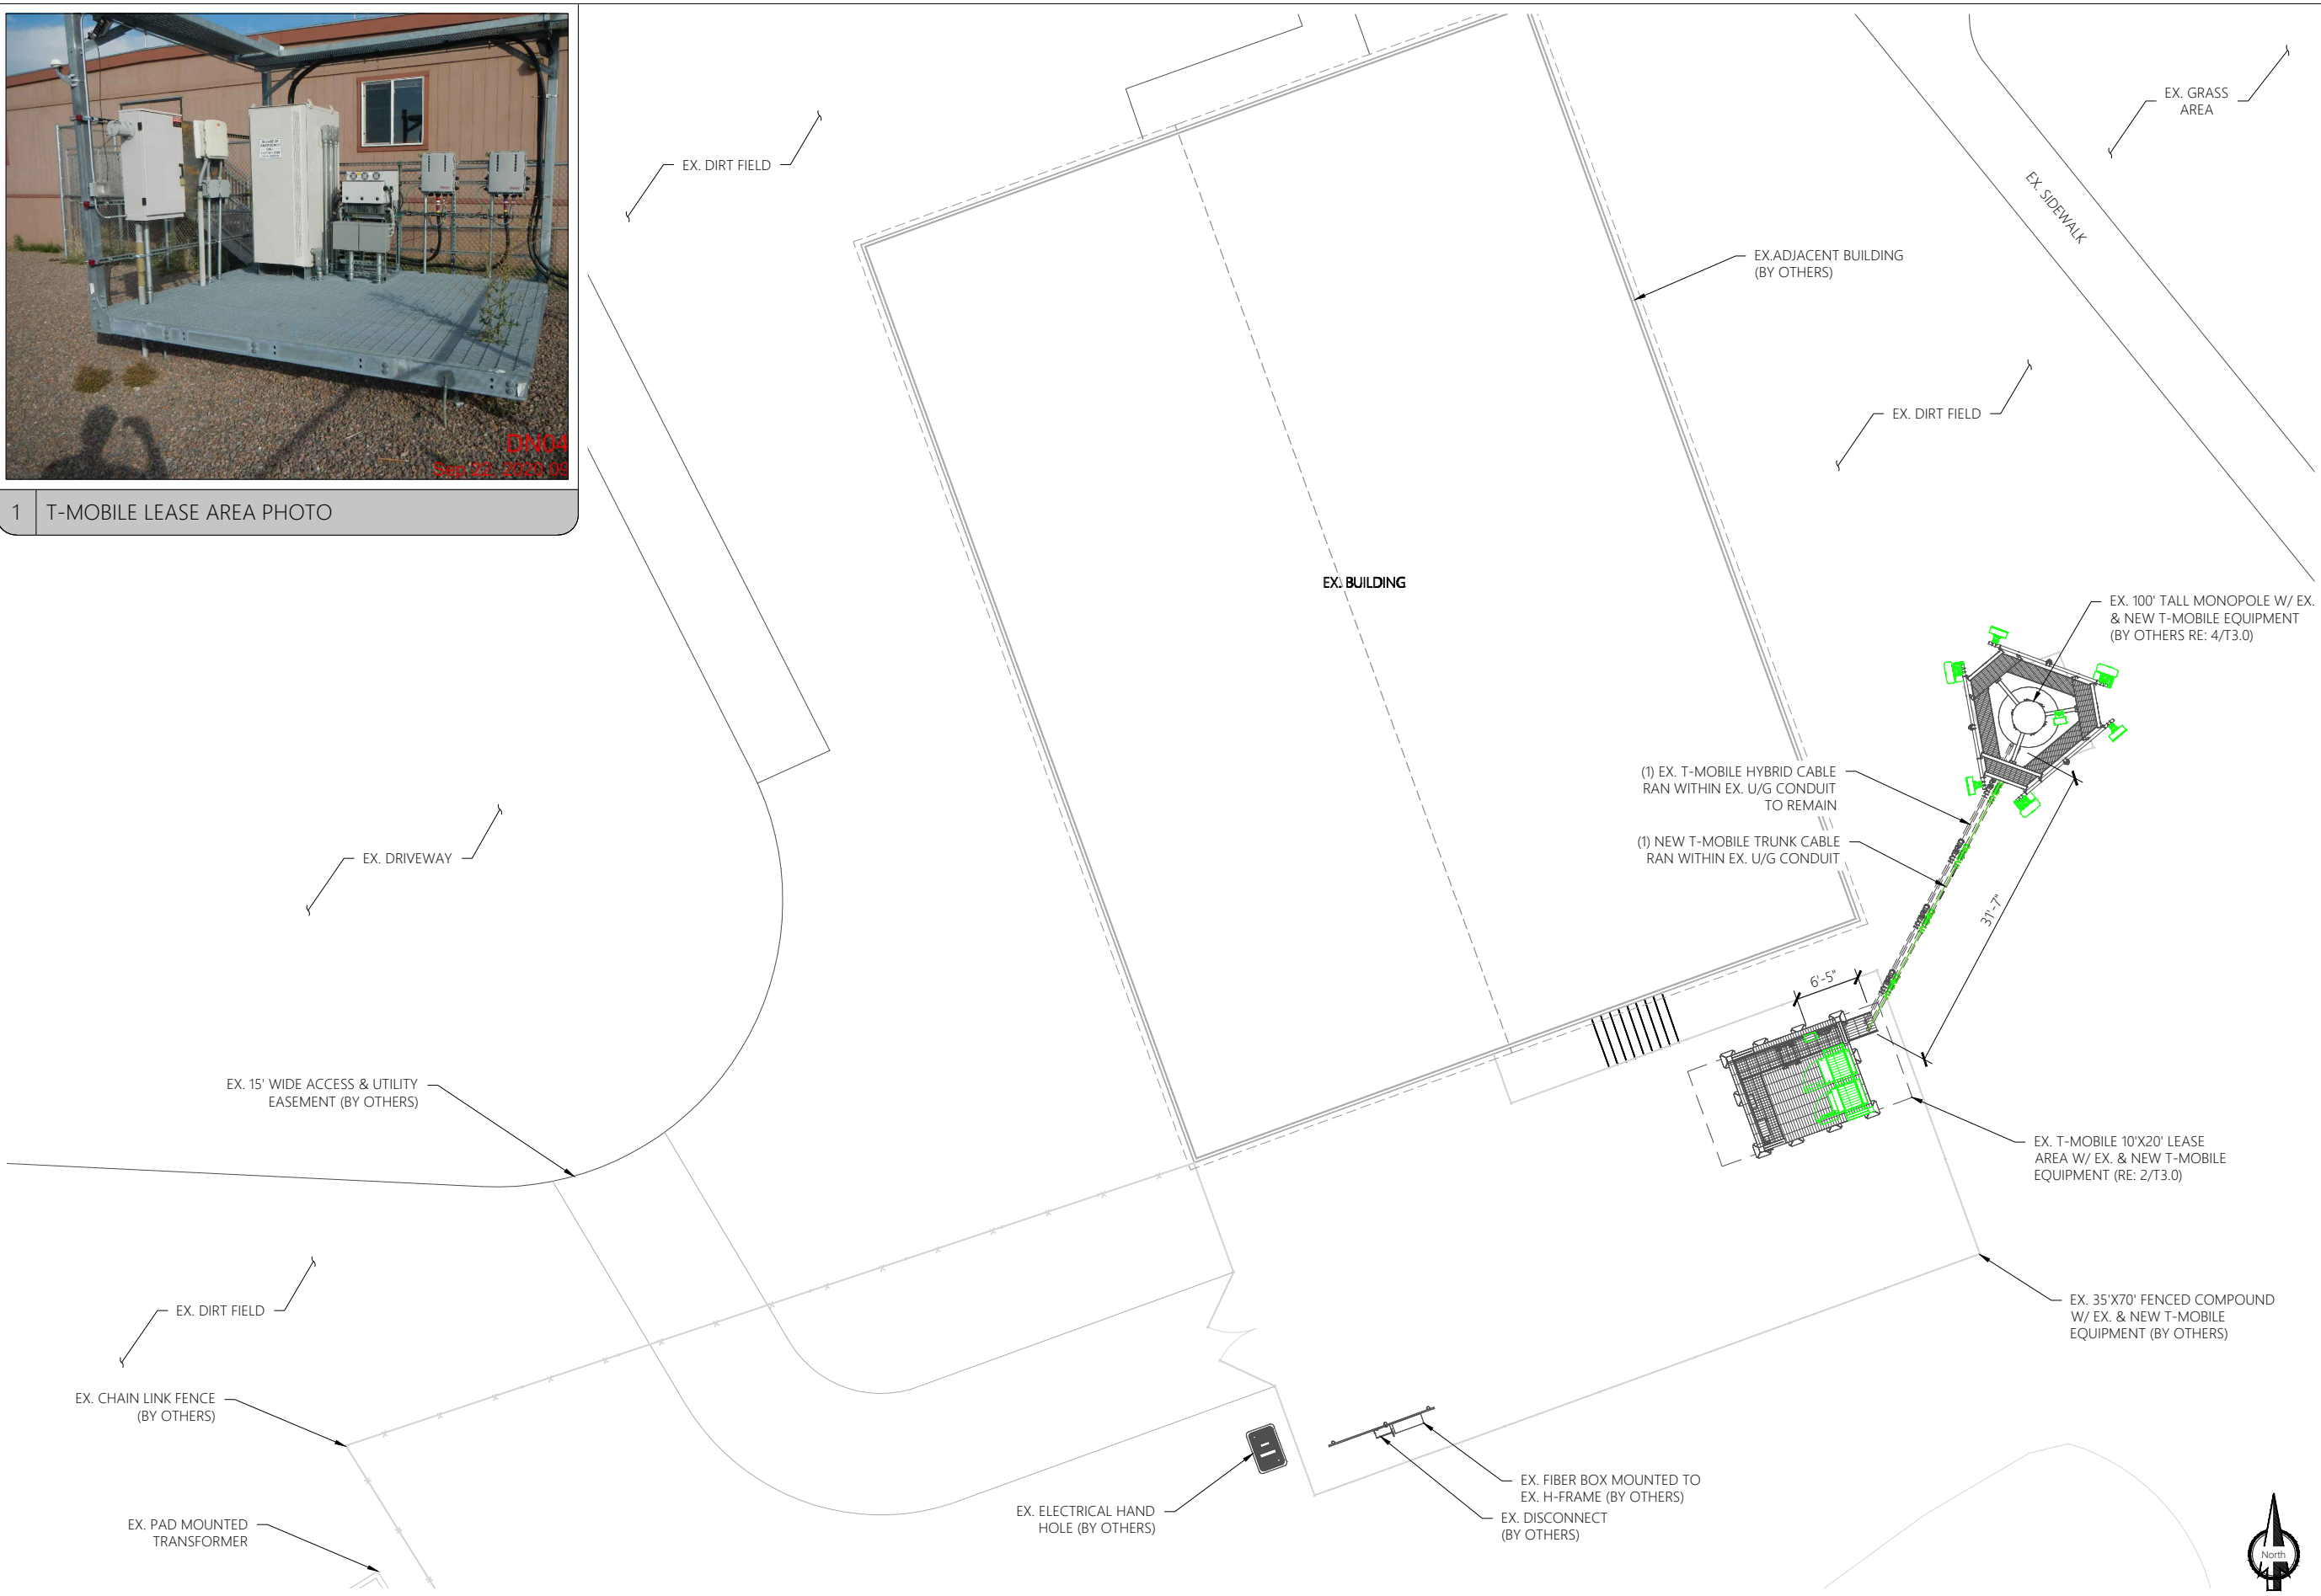 DN04
Sep 22, 2020 09
1 T-MOBILE LEASE AREA PHOTO
EX. DIRT FIELD
EX. GRASS
AREA
EX. SIDEWALK
EX.ADJACENT BUILDING
(BY OTHERS)
EX. DIRT FIELD
EX. BUILDING
EX. 100' TALL MONOPOLE W/ EX.
& NEW T-MOBILE EQUIPMENT
(BY OTHERS RE: 4/T3.0)
(1) EX. T-MOBILE HYBRID CABLE
RAN WITHIN EX. U/G CONDUIT
TO REMAIN
(1) NEW T-MOBILE TRUNK CABLE
RAN WITHIN EX. U/G CONDUIT
31'-7"
6'-5"
EX. DRIVEWAY
EX. 15' WIDE ACCESS & UTILITY
EASEMENT (BY OTHERS)
EX. T-MOBILE 10'X20' LEASE
AREA W/ EX. & NEW T-MOBILE
EQUIPMENT (RE: 2/T3.0)
EX. DIRT FIELD
EX. 35'X70' FENCED COMPOUND
W/ EX. & NEW T-MOBILE
EQUIPMENT (BY OTHERS)
EX. CHAIN LINK FENCE
(BY OTHERS)
EX. PAD MOUNTED
TRANSFORMER
EX. ELECTRICAL HAND
HOLE (BY OTHERS)
EX. FIBER BOX MOUNTED TO
EX. H-FRAME (BY OTHERS)
EX. DISCONNECT
(BY OTHERS)
North